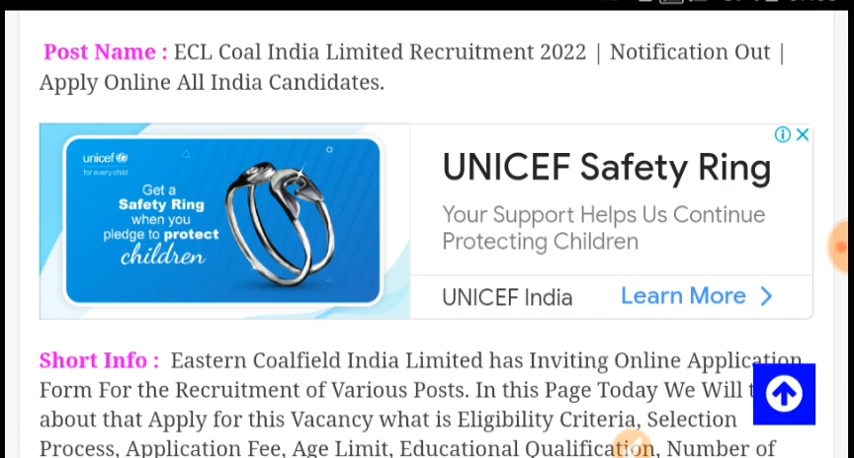 Post Name : ECL Coal India Limited Recruitment 2022 | Notification Out |
Apply Online All India Candidates.
unicef
for every child
Get a
Safety Ring
when you
pledge to protect
children
UNICEF Safety Ring
Your Support Helps Us Continue
Protecting Children
UNICEF India Learn More >
Short Info : Eastern Coalfield India Limited has Inviting Online Application
Form For the Recruitment of Various Posts. In this Page Today We Will
about that Apply for this Vacancy what is Eligibility Criteria, Selection
Process, Application Fee, Age Limit, Educational Qualification, Number of